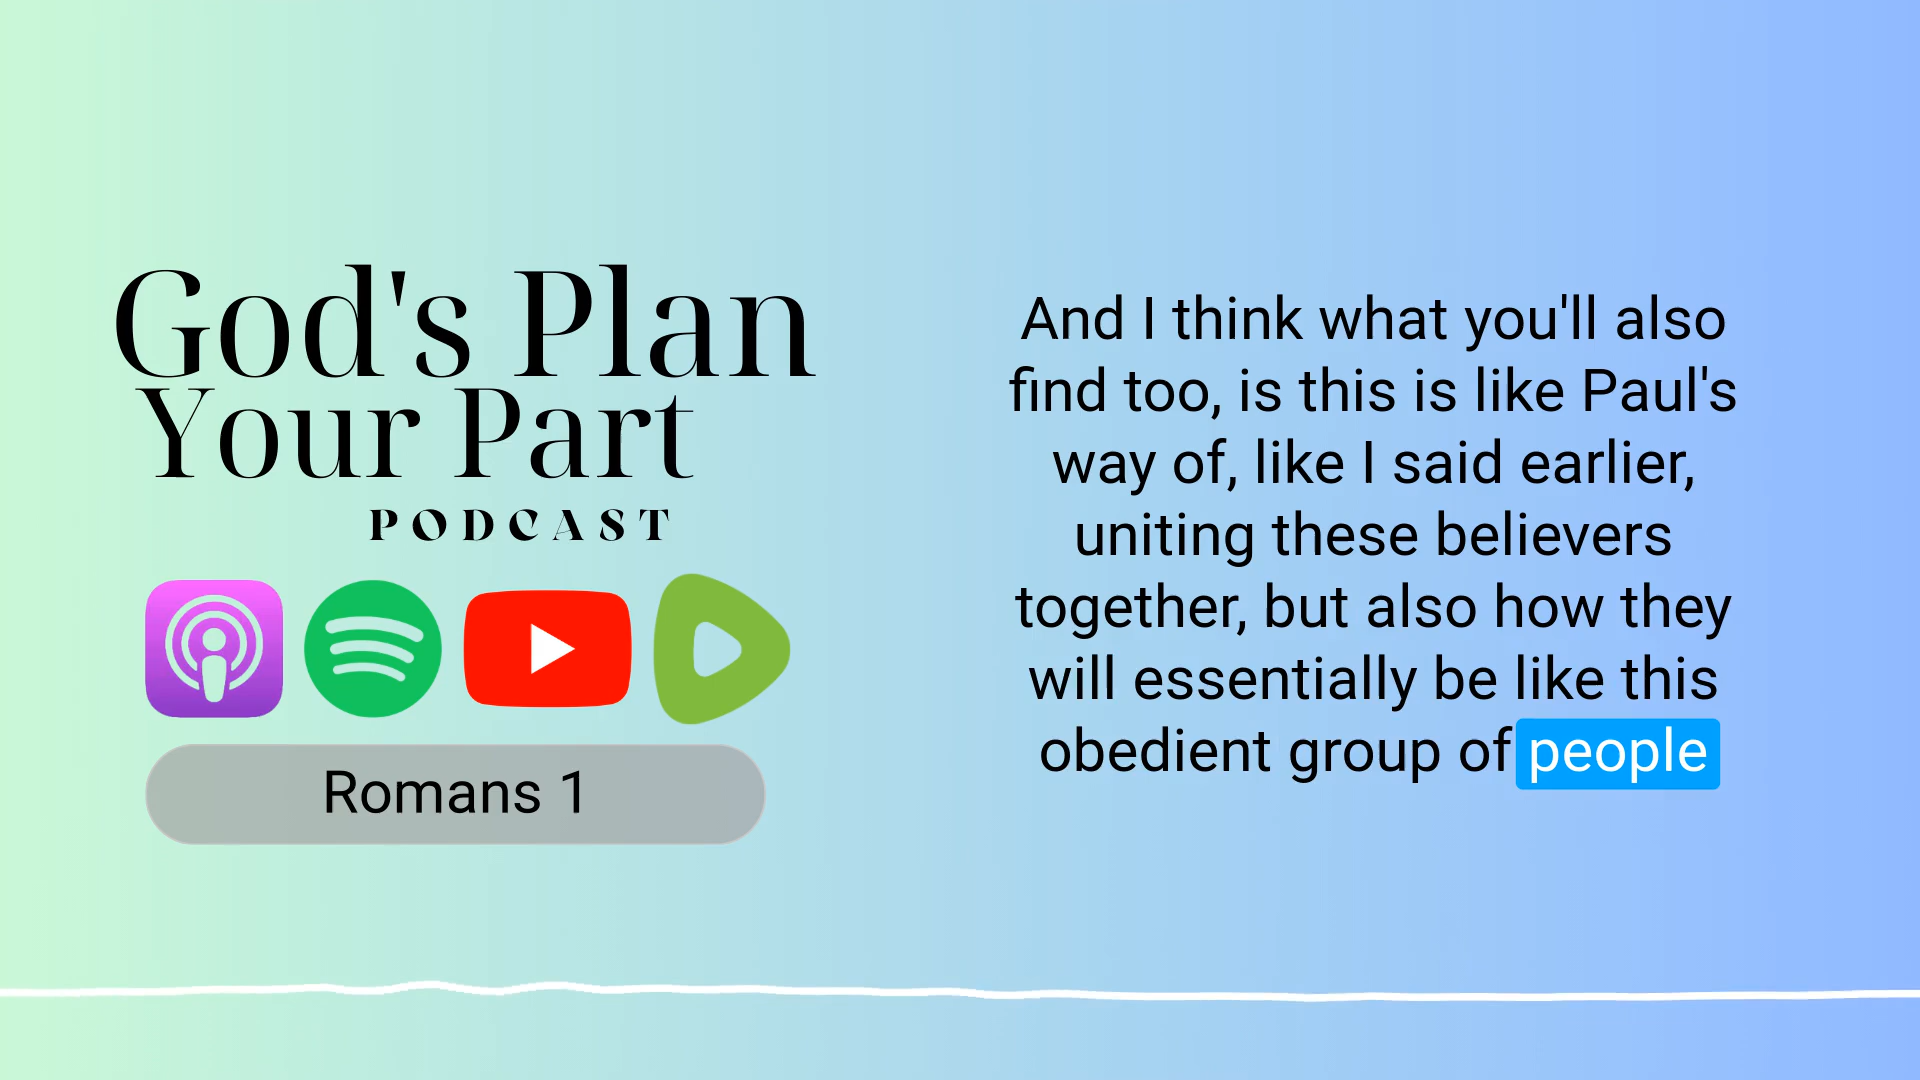 God's Plan
Your Part
PODCAST
Romans 1
And I think what you'll also
find too, is this is like Paul's
way of, like I said earlier,
uniting these believers
together, but also how they
will essentially be like this
obedient group of people